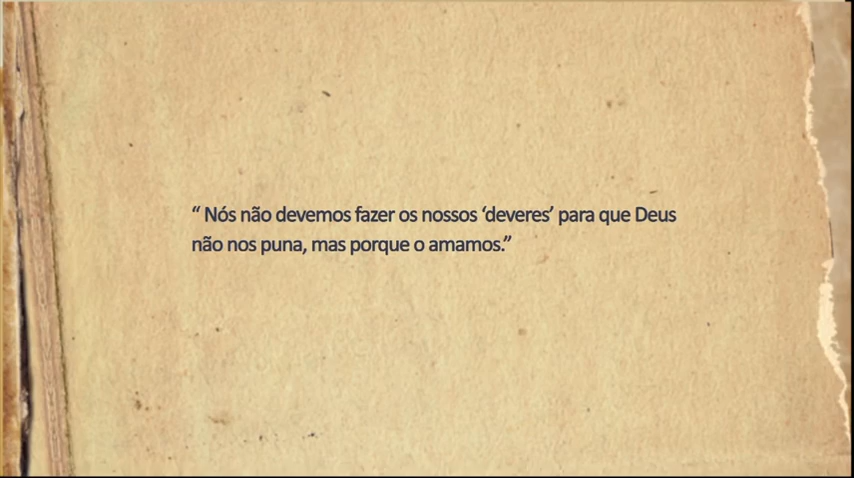 “ Nós não devemos fazer os nossos ‘deveres’ para que Deus
não nos puna, mas porque o amamos.”